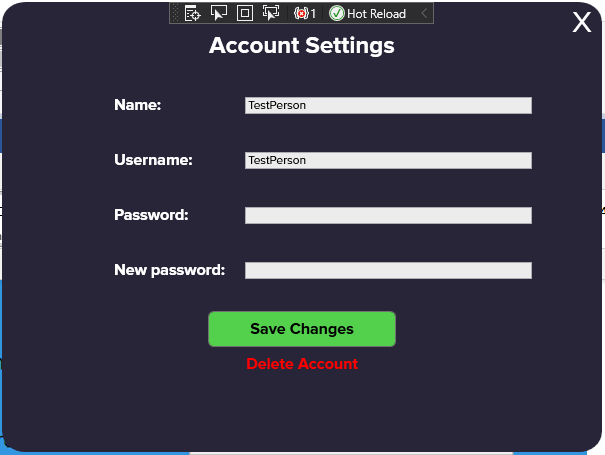 1 Hot Reload
X
Account Settings
Name: TestPerson
Username: TestPerson
Password:
New password:
Save Changes
Delete Account